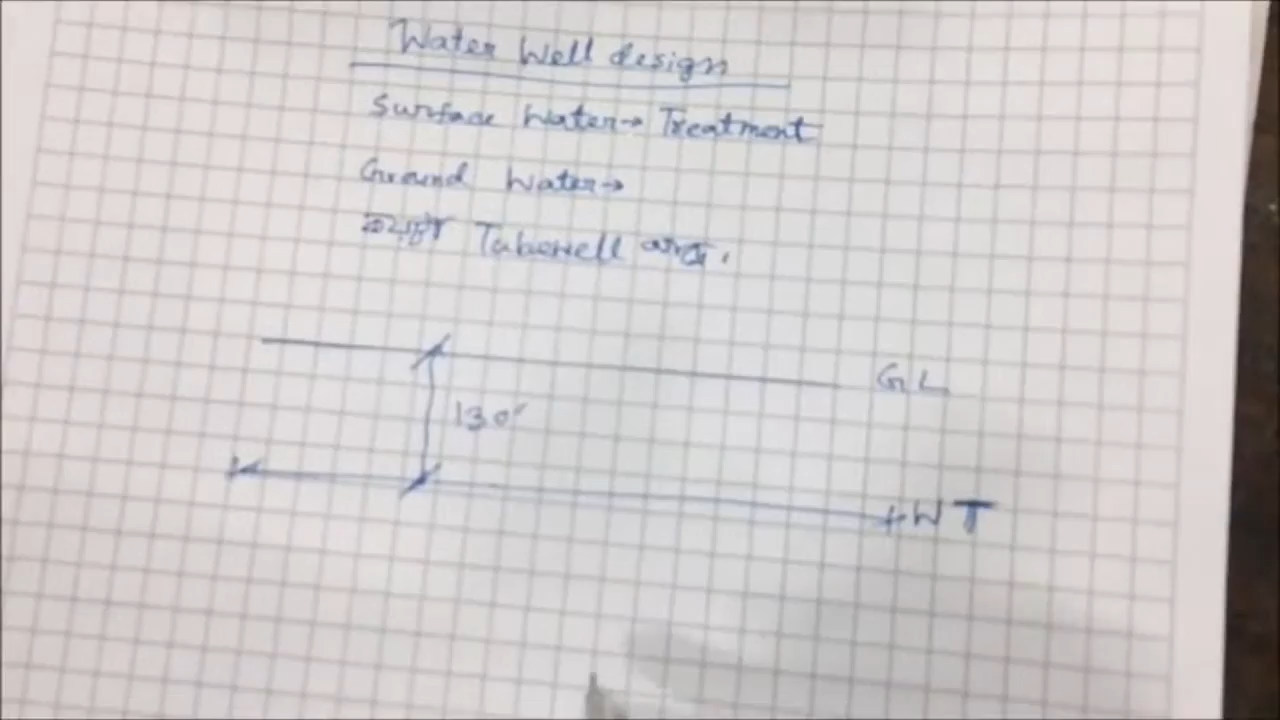 Water Well design
Surface Water → Treatment
Ground Water →
Tubewell
GL
130'
WT